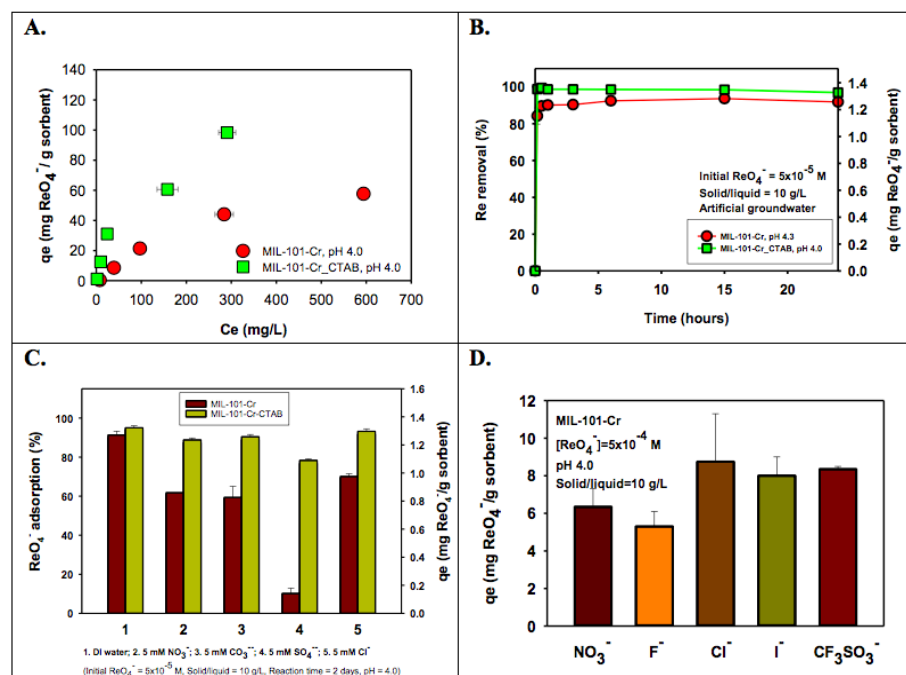 A.
qe (mg ReO₄⁻/ g sorbent)
140
120
100
80
60
40
20
0
MIL-101-Cr, pH 4.0
MIL-101-Cr_CTAB, pH 4.0
0 100 200 300 400 500 600 700
Ce (mg/L)
B.
Re removal (%)
100
80
60
40
20
0
1.4
1.2
1.0
0.8
0.6
0.4
0.2
0.0
qe (mg ReO₄⁻/g sorbent)
Initial ReO₄⁻ = 5x10⁻⁵ M
Solid/liquid = 10 g/L
Artificial groundwater
MIL-101-Cr, pH 4.3
MIL-101-Cr_CTAB, pH 4.0
0 5 10 15 20
Time (hours)
C.
ReO₄⁻ adsorption (%)
100
80
60
40
20
0
MIL-101-Cr
MIL-101-Cr-CTAB
1.6
1.4
1.2
1.0
0.8
0.6
0.4
0.2
0.0
qe (mg ReO₄⁻/g sorbent)
1 2 3 4 5
1. DI water; 2. 5 mM NO₃⁻; 3. 5 mM CO₃⁻⁻; 4. 5 mM SO₄⁻⁻; 5. 5 mM Cl⁻
(Initial ReO₄⁻ = 5x10⁻⁵ M, Solid/liquid = 10 g/L, Reaction time = 2 days, pH = 4.0)
D.
qe (mg ReO₄⁻/g sorbent)
12
10
8
6
4
2
0
MIL-101-Cr
[ReO₄⁻]=5x10⁻⁴ M
pH 4.0
Solid/liquid=10 g/L
NO₃⁻ F⁻ Cl⁻ I⁻ CF₃SO₃⁻